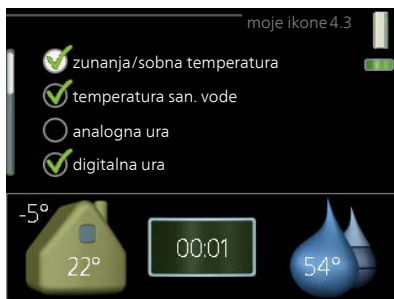 moje ikone 4.3
zunanja/sobna temperatura
temperatura san. vode
analogna ura
digitalna ura
-5°
22°
00:01
54°